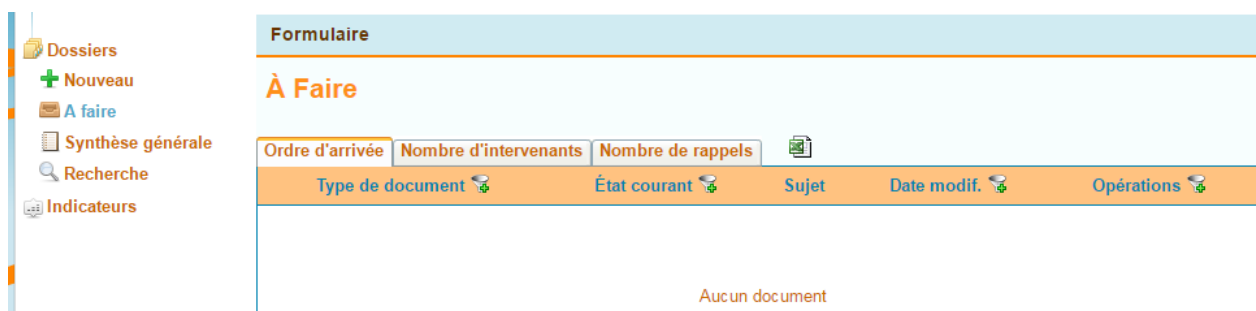 Dossiers
Nouveau
A faire
Synthèse générale
Recherche
Indicateurs
Formulaire
À Faire
Ordre d'arrivée Nombre d'intervenants Nombre de rappels
Type de document État courant Sujet Date modif. Opérations
Aucun document